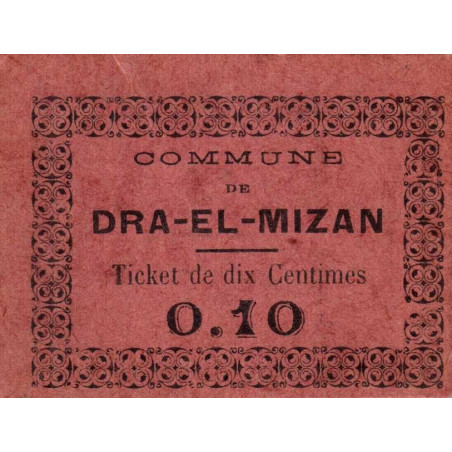 COMMUNE
DE
DRA-EL-MIZAN
Ticket de dix Centimes
0.10